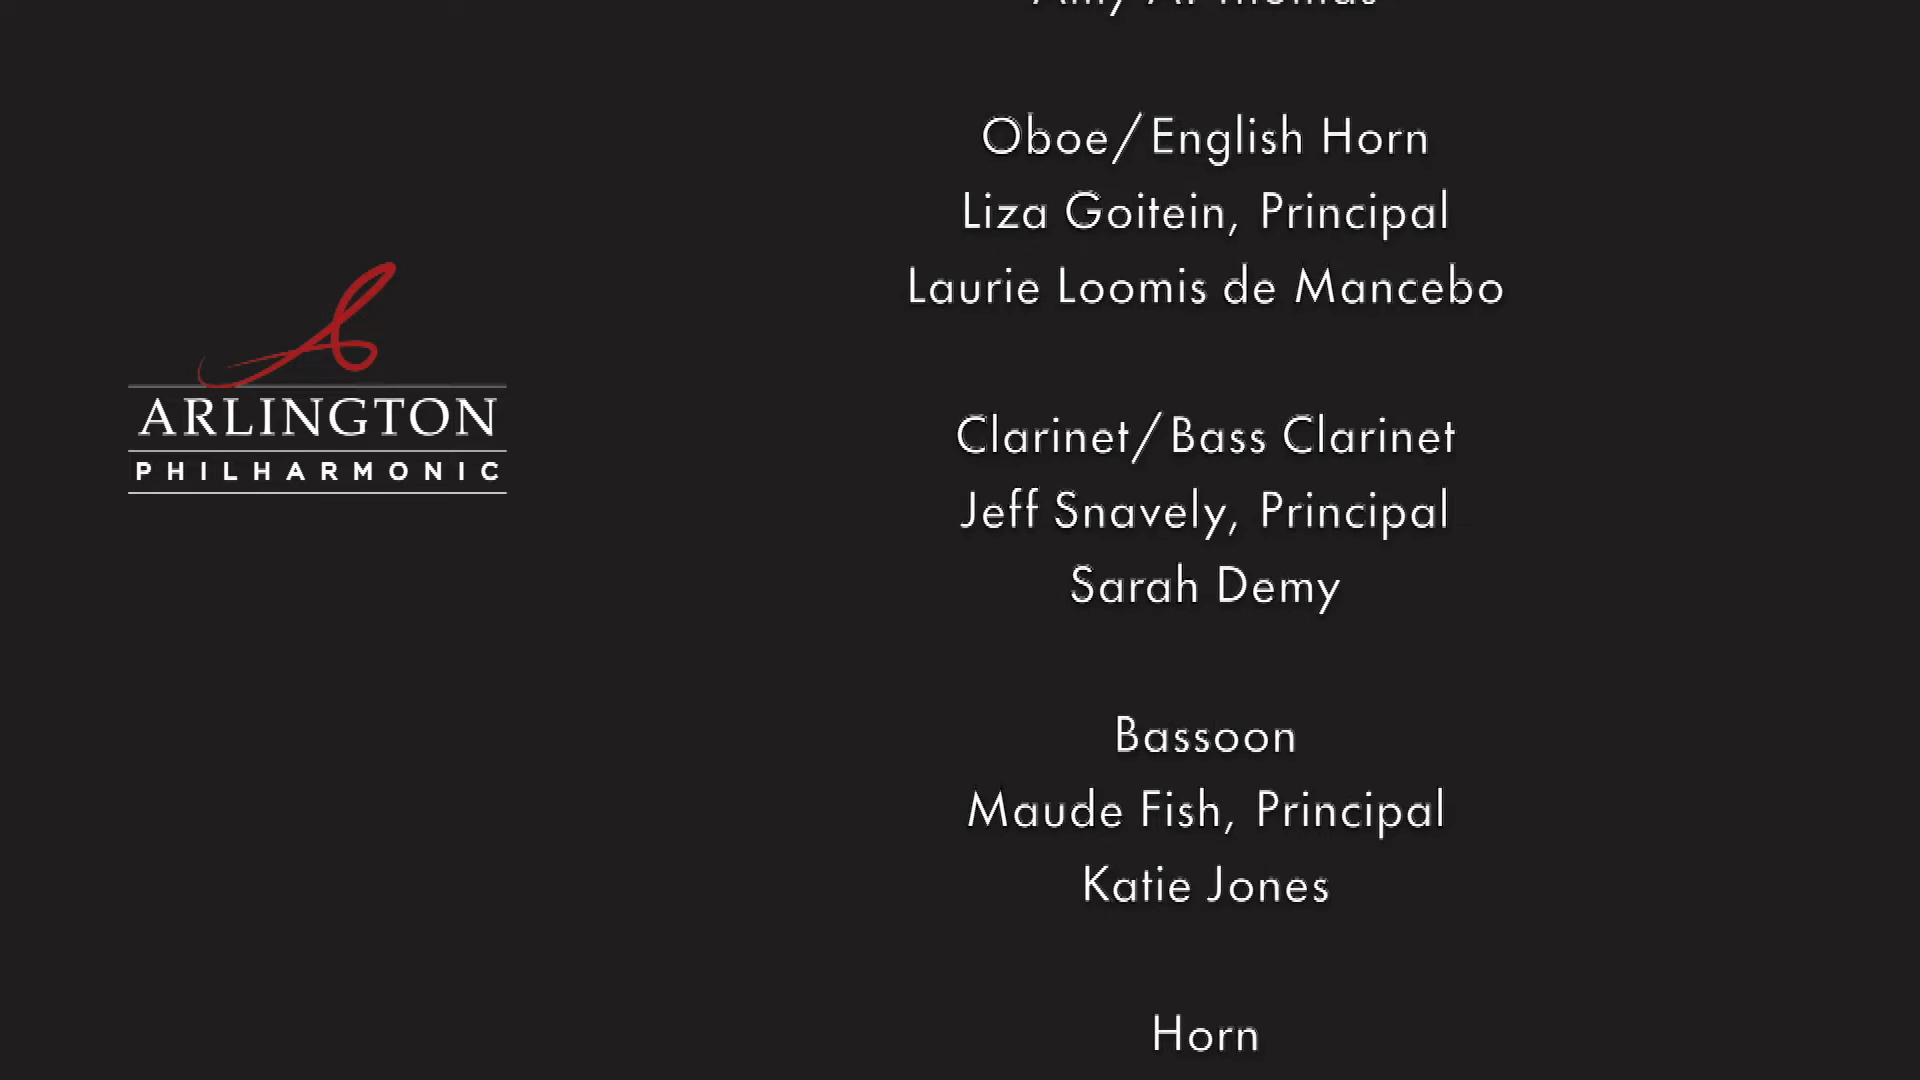 ARLINGTON
PHILHARMONIC
Oboe/English Horn
Liza Goitein, Principal
Laurie Loomis de Mancebo
Clarinet/Bass Clarinet
Jeff Snavely, Principal
Sarah Demy
Bassoon
Maude Fish, Principal
Katie Jones
Horn